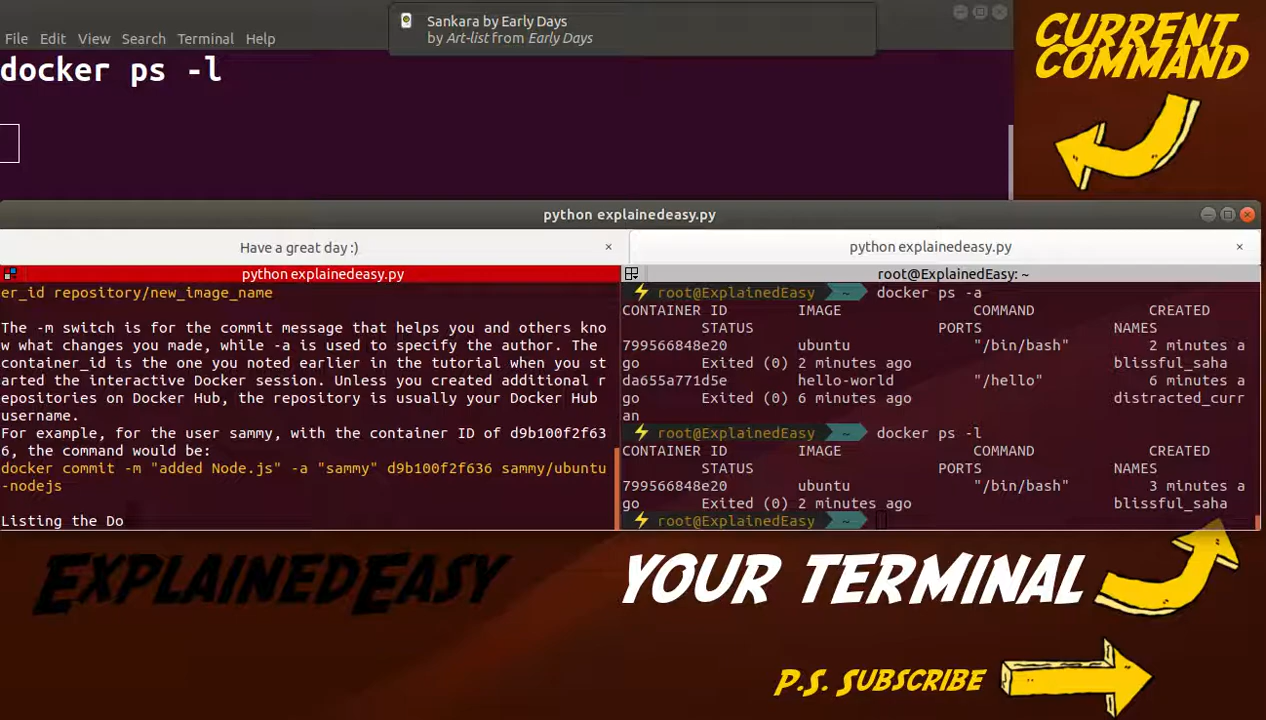 Sankara by Early Days
by Art-list from Early Days
File Edit View Search Terminal Help
docker ps -l
CURRENT
COMMAND
python explainedeasy.py
Have a great day :) ×
python explainedeasy.py ×
python explainedeasy.py
er_id repository/new_image_name
The -m switch is for the commit message that helps you and others kno
w what changes you made, while -a is used to specify the author. The
container_id is the one you noted earlier in the tutorial when you st
arted the interactive Docker session. Unless you created additional r
epositories on Docker Hub, the repository is usually your Docker Hub
username.
For example, for the user sammy, with the container ID of d9b100f2f63
6, the command would be:
docker commit -m "added Node.js" -a "sammy" d9b100f2f636 sammy/ubuntu
-nodejs
Listing the Do
root@ExplainedEasy: ~
root@ExplainedEasy ~ docker ps -a
CONTAINER ID IMAGE COMMAND CREATED
STATUS PORTS NAMES
799566848e20 ubuntu "/bin/bash" 2 minutes a
go Exited (0) 2 minutes ago blissful_saha
da655a771d5e hello-world "/hello" 6 minutes a
go Exited (0) 6 minutes ago distracted_curr
an
root@ExplainedEasy ~ docker ps -l
CONTAINER ID IMAGE COMMAND CREATED
STATUS PORTS NAMES
799566848e20 ubuntu "/bin/bash" 3 minutes a
go Exited (0) 2 minutes ago blissful_saha
root@ExplainedEasy ~
EXPLAINEDEASY
YOUR TERMINAL
P.S. SUBSCRIBE